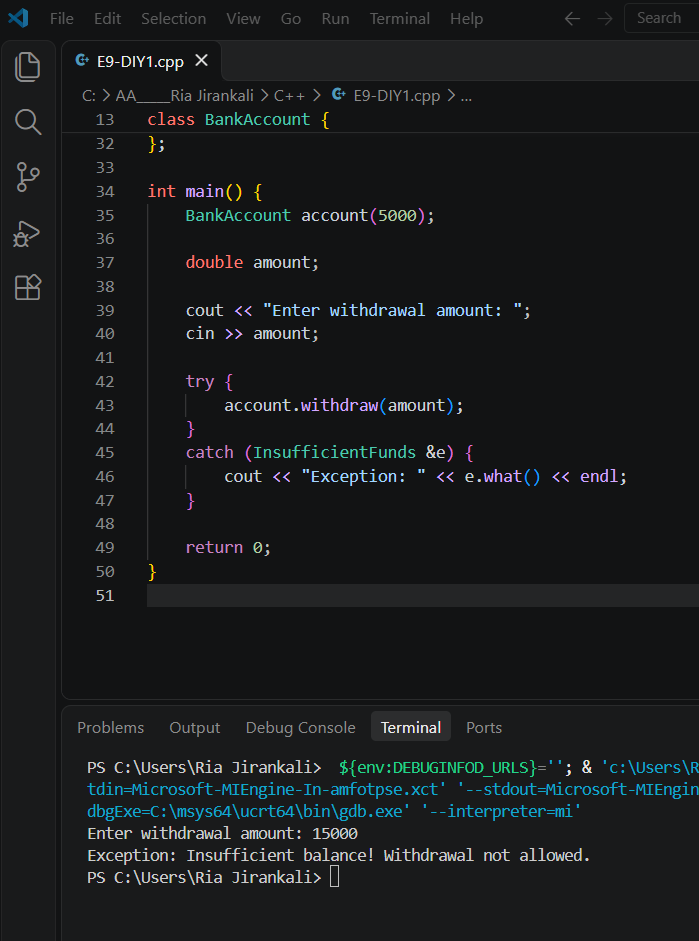 File Edit Selection View Go Run Terminal Help Search
E9-DIY1.cpp
C: > AA____Ria Jirankali > C++ > E9-DIY1.cpp > ...
13 class BankAccount {
32 };
33
34 int main() {
35     BankAccount account(5000);
36
37     double amount;
38
39     cout << "Enter withdrawal amount: ";
40     cin >> amount;
41
42     try {
43         account.withdraw(amount);
44     }
45     catch (InsufficientFunds &e) {
46         cout << "Exception: " << e.what() << endl;
47     }
48
49     return 0;
50 }
51
Problems Output Debug Console Terminal Ports
PS C:\Users\Ria Jirankali>  ${env:DEBUGINFOD_URLS}=''; & 'c:\Users\R
tdin=Microsoft-MIEngine-In-amfotpse.xct' '--stdout=Microsoft-MIEngin
dbgExe=C:\msys64\ucrt64\bin\gdb.exe' '--interpreter=mi'
Enter withdrawal amount: 15000
Exception: Insufficient balance! Withdrawal not allowed.
PS C:\Users\Ria Jirankali>